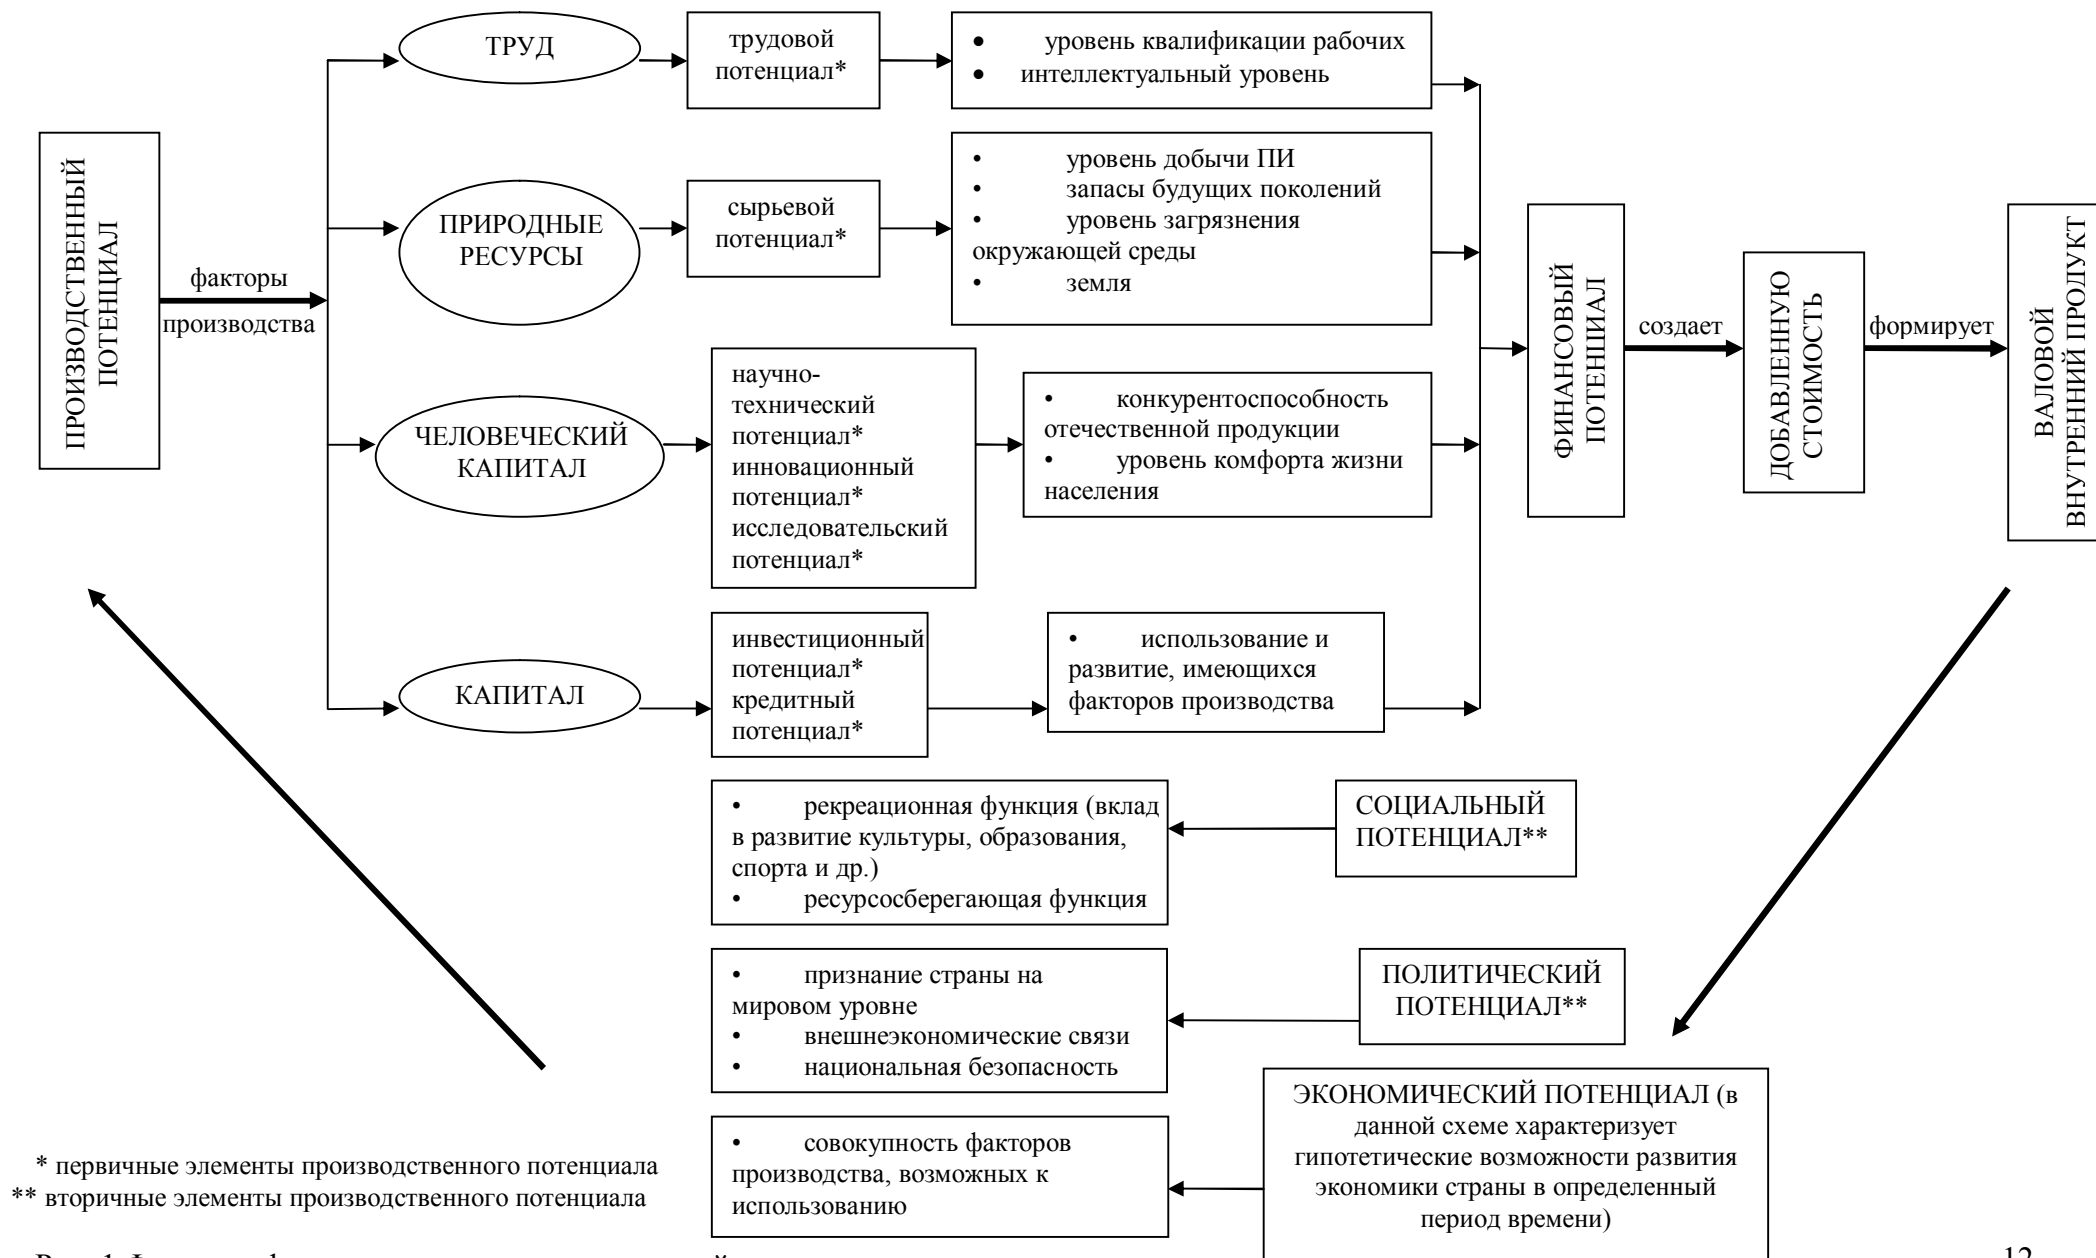 ПРОИЗВОДСТВЕННЫЙ
ПОТЕНЦИАЛ
факторы
производства
ТРУД
трудовой
потенциал*
• уровень квалификации рабочих
• интеллектуальный уровень
ПРИРОДНЫЕ
РЕСУРСЫ
сырьевой
потенциал*
• уровень добычи ПИ
• запасы будущих поколений
• уровень загрязнения
окружающей среды
• земля
ЧЕЛОВЕЧЕСКИЙ
КАПИТАЛ
научно-
технический
потенциал*
инновационный
потенциал*
исследовательский
потенциал*
• конкурентоспособность
отечественной продукции
• уровень комфорта жизни
населения
КАПИТАЛ
инвестиционный
потенциал*
кредитный
потенциал*
• использование и
развитие, имеющихся
факторов производства
ФИНАНСОВЫЙ
ПОТЕНЦИАЛ
создает
ДОБАВЛЕННУЮ
СТОИМОСТЬ
формирует
ВАЛОВОЙ
ВНУТРЕННИЙ ПРОДУКТ
• рекреационная функция (вклад
в развитие культуры, образования,
спорта и др.)
• ресурсосберегающая функция
СОЦИАЛЬНЫЙ
ПОТЕНЦИАЛ**
• признание страны на
мировом уровне
• внешнеэкономические связи
• национальная безопасность
ПОЛИТИЧЕСКИЙ
ПОТЕНЦИАЛ**
• совокупность факторов
производства, возможных к
использованию
ЭКОНОМИЧЕСКИЙ ПОТЕНЦИАЛ (в
данной схеме характеризует
гипотетические возможности развития
экономики страны в определенный
период времени)
* первичные элементы производственного потенциала
** вторичные элементы производственного потенциала
12